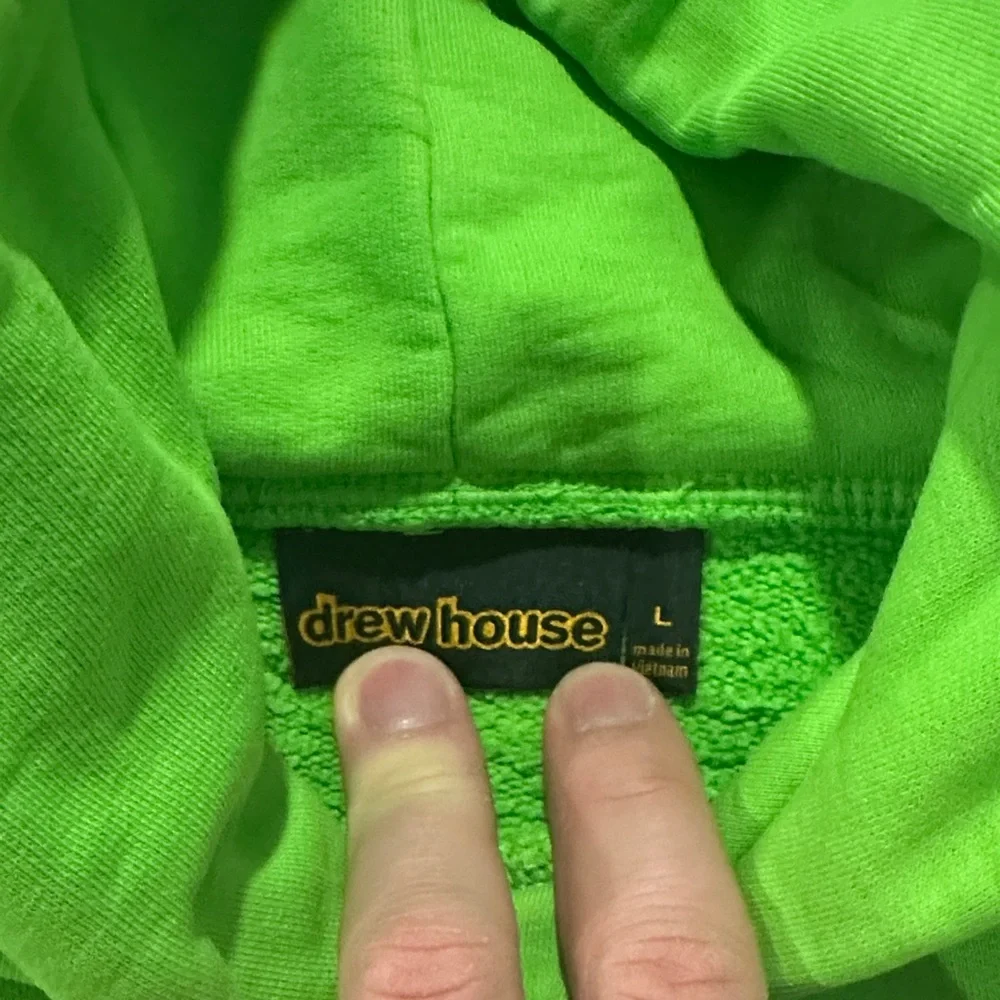 drew house
L
made in
Vietnam